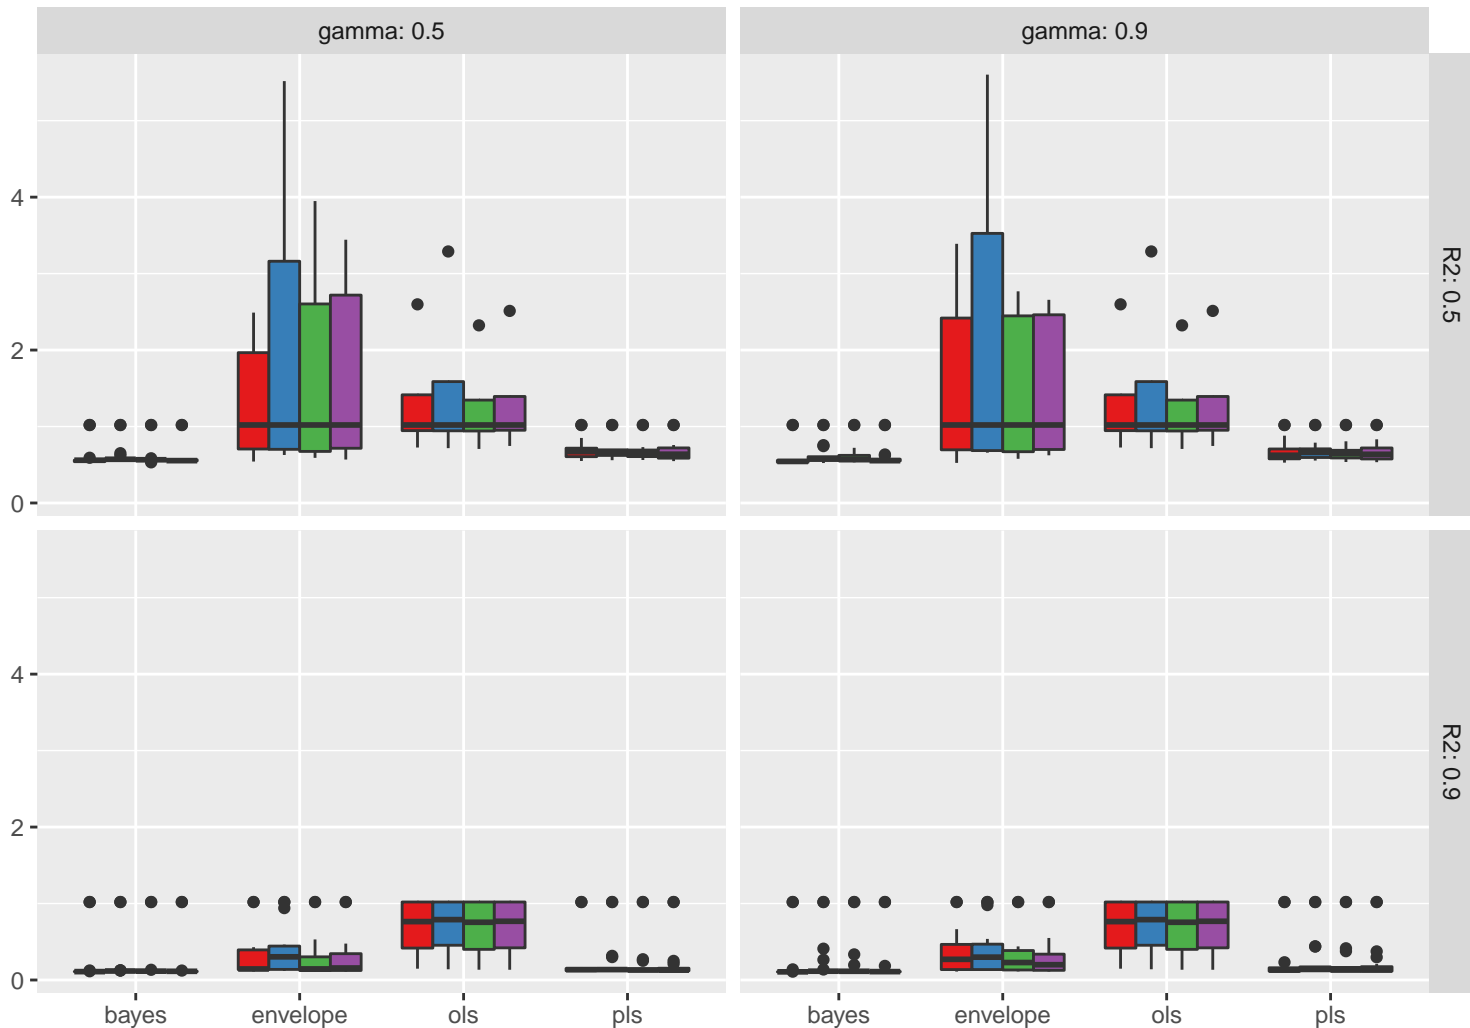 gamma: 0.5
gamma: 0.9
4
2
0
R2: 0.5
4
2
0
R2: 0.9
bayes envelope ols pls
bayes envelope ols pls